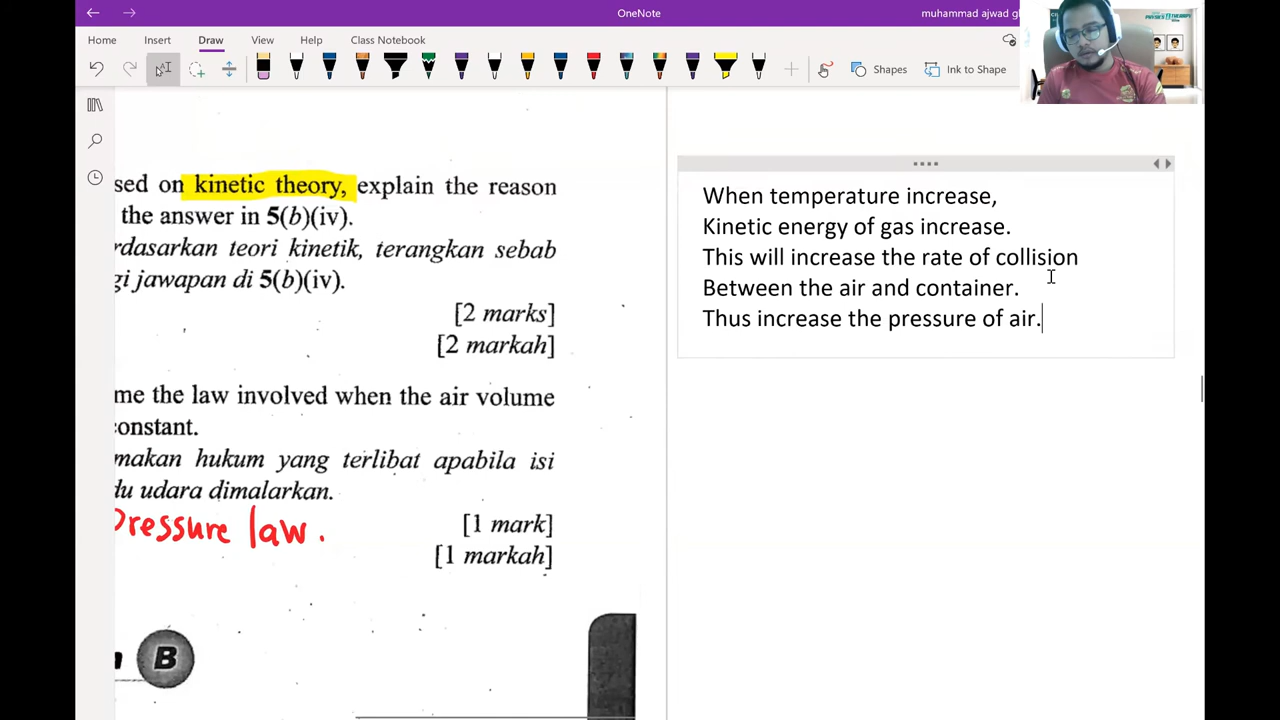 OneNote
muhammad ajwad
Home
Insert
Draw
View
Help
Class Notebook
Shapes
Ink to Shape
sed on kinetic theory, explain the reason
the answer in 5(b)(iv).
rdasarkan teori kinetik, terangkan sebab
gi jawapan di 5(b)(iv).
[2 marks]
[2 markah]
me the law involved when the air volume
constant.
makan hukum yang terlibat apabila isi
du udara dimalarkan.
Pressure law.
[1 mark]
[1 markah]
B
When temperature increase,
Kinetic energy of gas increase.
This will increase the rate of collision
Between the air and container.
Thus increase the pressure of air.